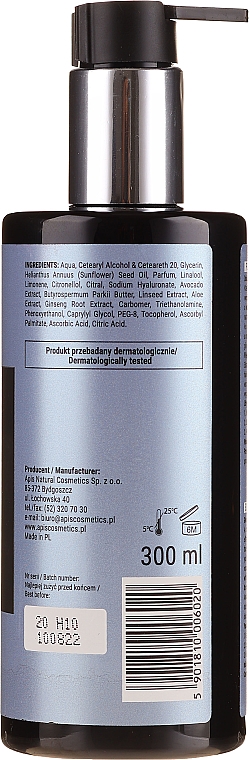 INGREDIENTS: Aqua, Cetearyl Alcohol & Ceteareth 20, Glycerin,
Helianthus Annuus (Sunflower) Seed Oil, Parfum, Linalool,
Limonene, Citronellol, Citral, Sodium Hyaluronate, Avocado
Extract, Butyrospermum Parkii Butter, Linseed Extract, Aloe
Extract, Ginseng Root Extract, Carbomer, Triethanolamine,
Phenoxyethanol, Caprylyl Glycol, PEG-8, Tocopherol, Ascorbyl
Palmitate, Ascorbic Acid, Citric Acid.
Produkt przebadany dermatologicznie/
Dermatologically tested
Producent / Manufacturer:
Apis Natural Cosmetics Sp. z o.o.
85-372 Bydgoszcz
ul. Łochowska 40
tel./fax (52) 320 70 30
e-mail: biuro@apiscosmetics.pl
www.apiscosmetics.pl
Made in PL
25°C
5°C
6M
300 ml
Nr serii / Batch number:
Najlepiej zużyć przed końcem /
Best before:
20 H10
100822
5 901810 006020